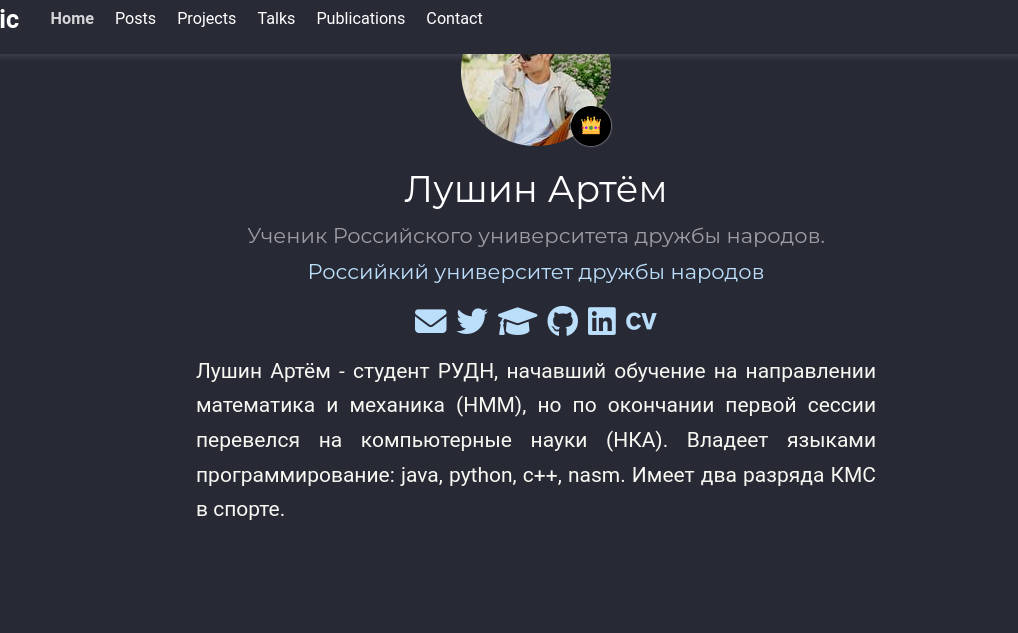 ic Home Posts Projects Talks Publications Contact
Лушин Артём
Ученик Российского университета дружбы народов.
Российкий университет дружбы народов
CV
Лушин Артём - студент РУДН, начавший обучение на направлении
математика и механика (НММ), но по окончании первой сессии
перевелся на компьютерные науки (НКА). Владеет языками
программирование: java, python, c++, nasm. Имеет два разряда КМС
в спорте.